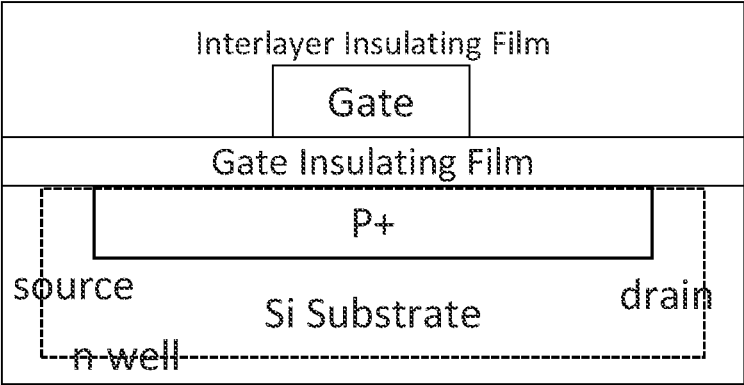 Interlayer Insulating Film
Gate
Gate Insulating Film
P+
source
drain
Si Substrate
n well